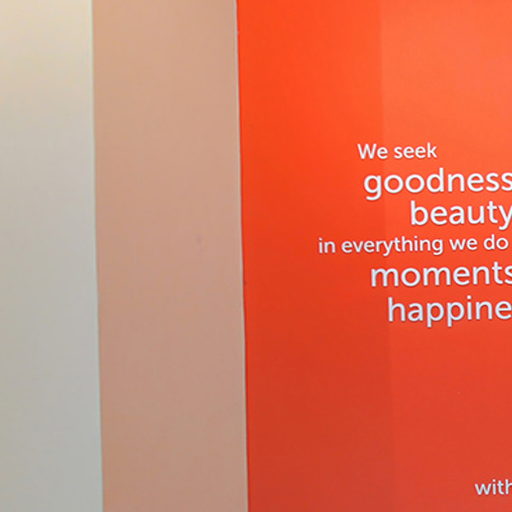 We seek
goodness
beauty
in everything we do
moments
happine
with